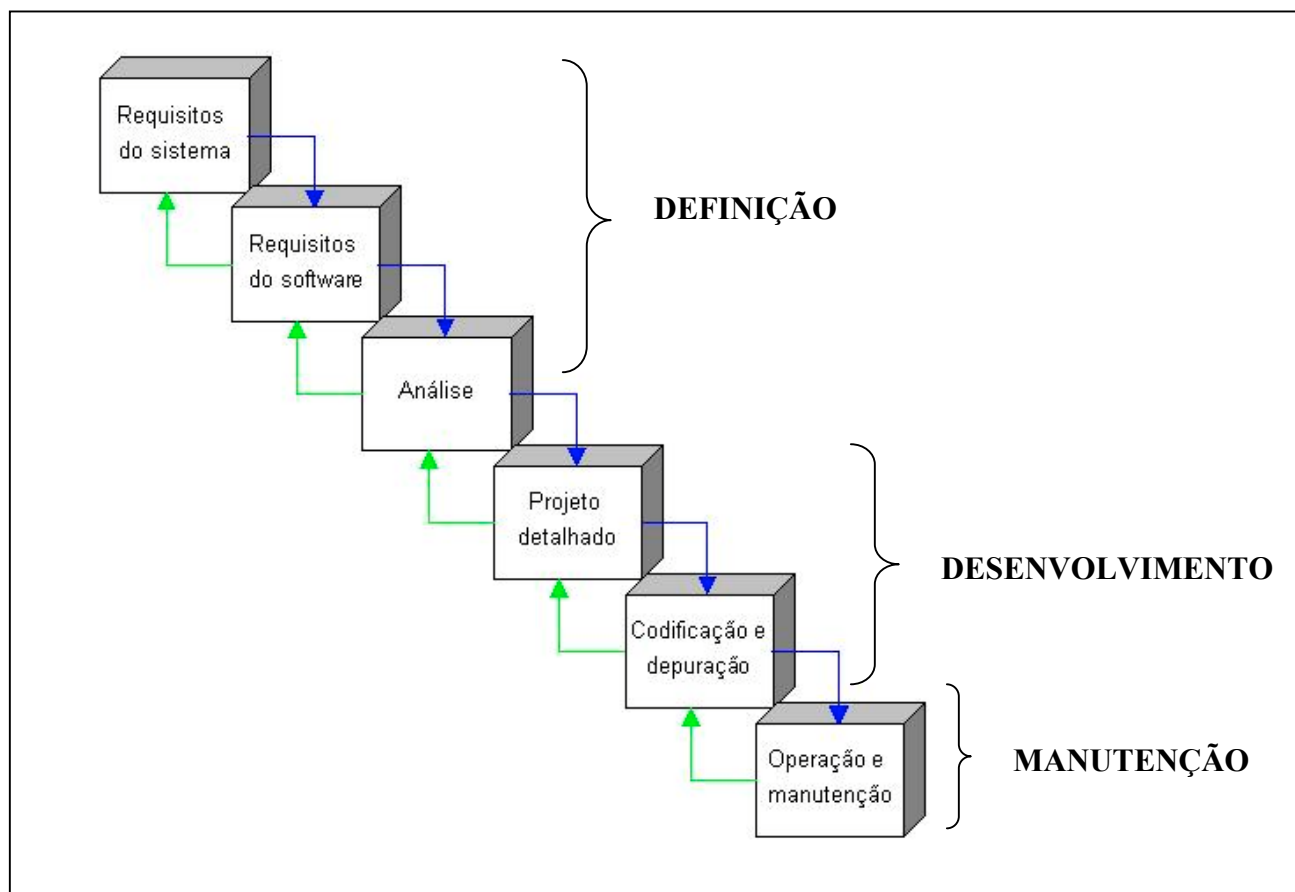 Requisitos
do sistema
Requisitos
do software
DEFINIÇÃO
Análise
Projeto
detalhado
DESENVOLVIMENTO
Codificação e
depuração
Operação e
manutenção
MANUTENÇÃO